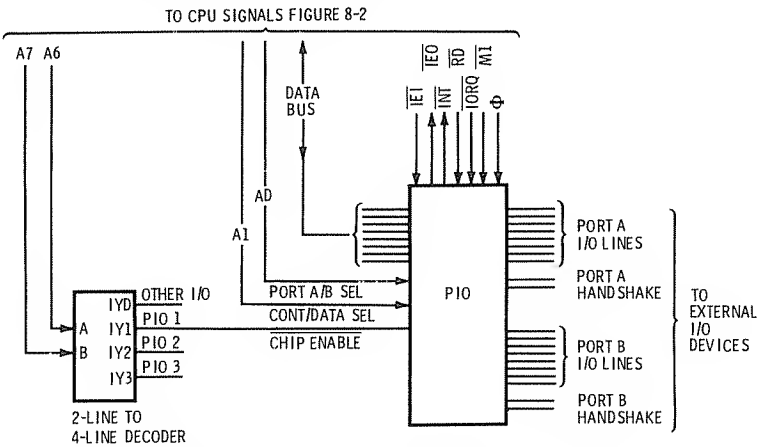 TO CPU SIGNALS FIGURE 8-2
A7 A6
DATA
BUS
IEI
IEO
INT
RD
IORQ
M1
Φ
AD
A1
PORT A
I/O LINES
PORT A
HANDSHAKE
PIO
TO
EXTERNAL
I/O
DEVICES
PORT A/B SEL
CONT/DATA SEL
CHIP ENABLE
PORT B
I/O LINES
PORT B
HANDSHAKE
A
B
IYD
IY1
IY2
IY3
OTHER I/O
PIO 1
PIO 2
PIO 3
2-LINE TO
4-LINE DECODER